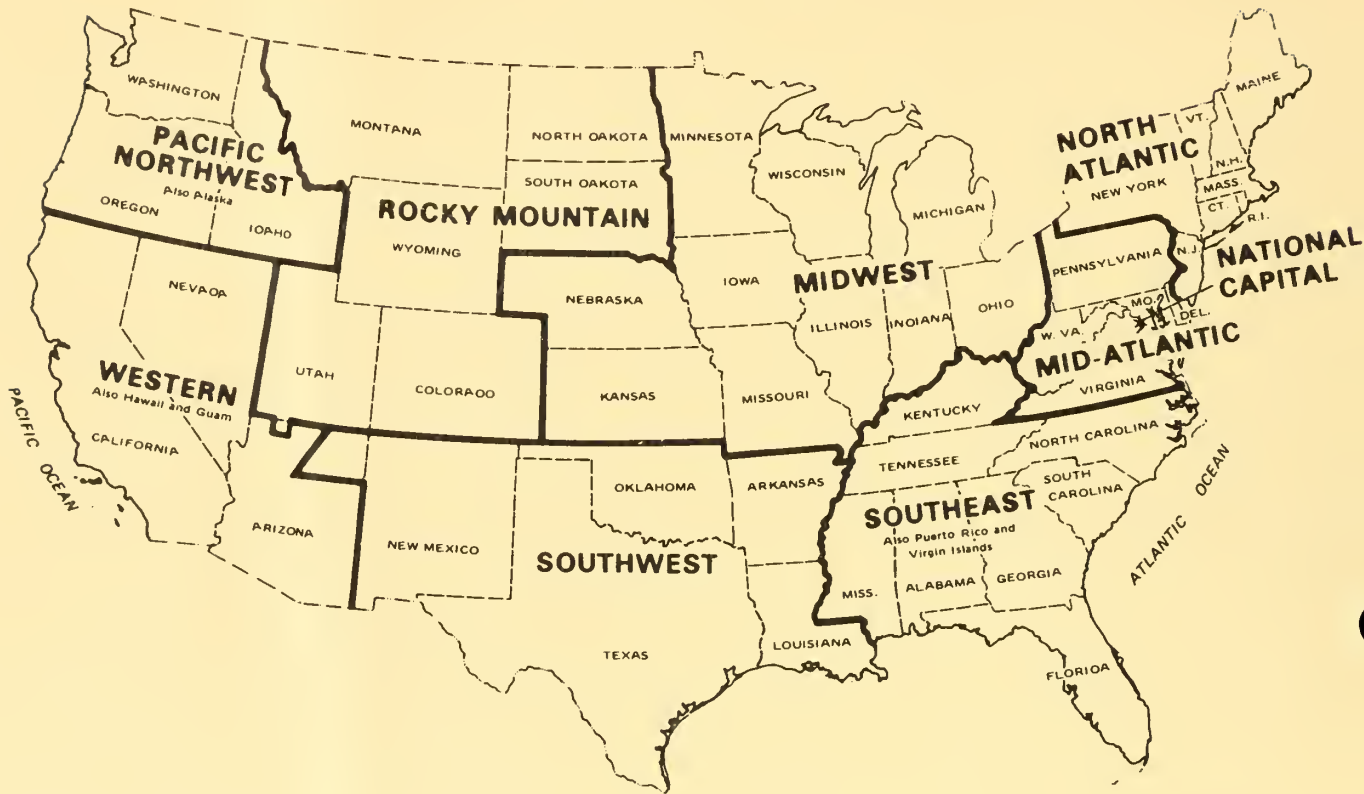 WASHINGTON
PACIFIC
NORTHWEST
Also Alaska
OREGON
IOAHO
MONTANA
NORTH OAKOTA
SOUTH OAKOTA
ROCKY MOUNTAIN
WYOMING
MINNESOTA
WISCONSIN
MICHIGAN
IOWA
MIDWEST
NEBRASKA
ILLINOIS
INDIANA
OHIO
KANSAS
MISSOURI
NORTH
ATLANTIC
NEW YORK
MAINE
VT.
N.H.
MASS.
CT.
R.I.
NATIONAL
CAPITAL
PENNSYLVANIA
N.J.
MO.
DEL.
W. VA.
MID-ATLANTIC
VIRGINIA
NEVAOA
WESTERN
Also Hawaii and Guam
CALIFORNIA
UTAH
COLORAOO
PACIFIC OCEAN
ARIZONA
NEW MEXICO
OKLAHOMA
ARKANSAS
SOUTHWEST
TEXAS
LOUISIANA
KENTUCKY
TENNESSEE
NORTH CAROLINA
SOUTH
CAROLINA
SOUTHEAST
Also Puerto Rico and
Virgin Islands
MISS.
ALABAMA
GEORGIA
FLORIOA
ATLANTIC OCEAN